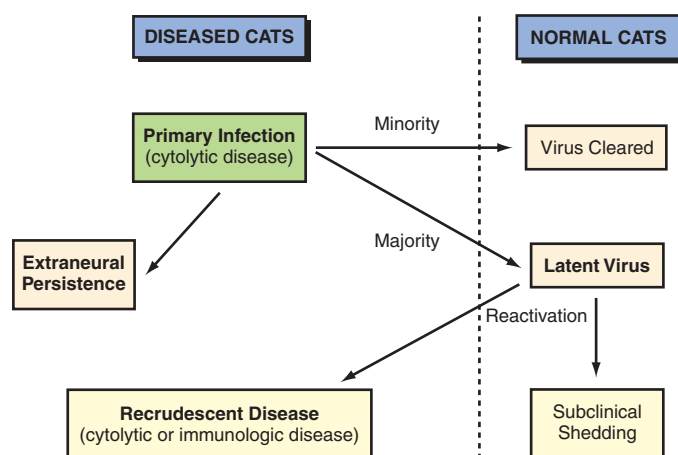 DISEASED CATS
NORMAL CATS
Primary Infection
(cytolytic disease)
Minority
Virus Cleared
Majority
Extraneural
Persistence
Latent Virus
Reactivation
Recrudescent Disease
(cytolytic or immunologic disease)
Subclinical
Shedding